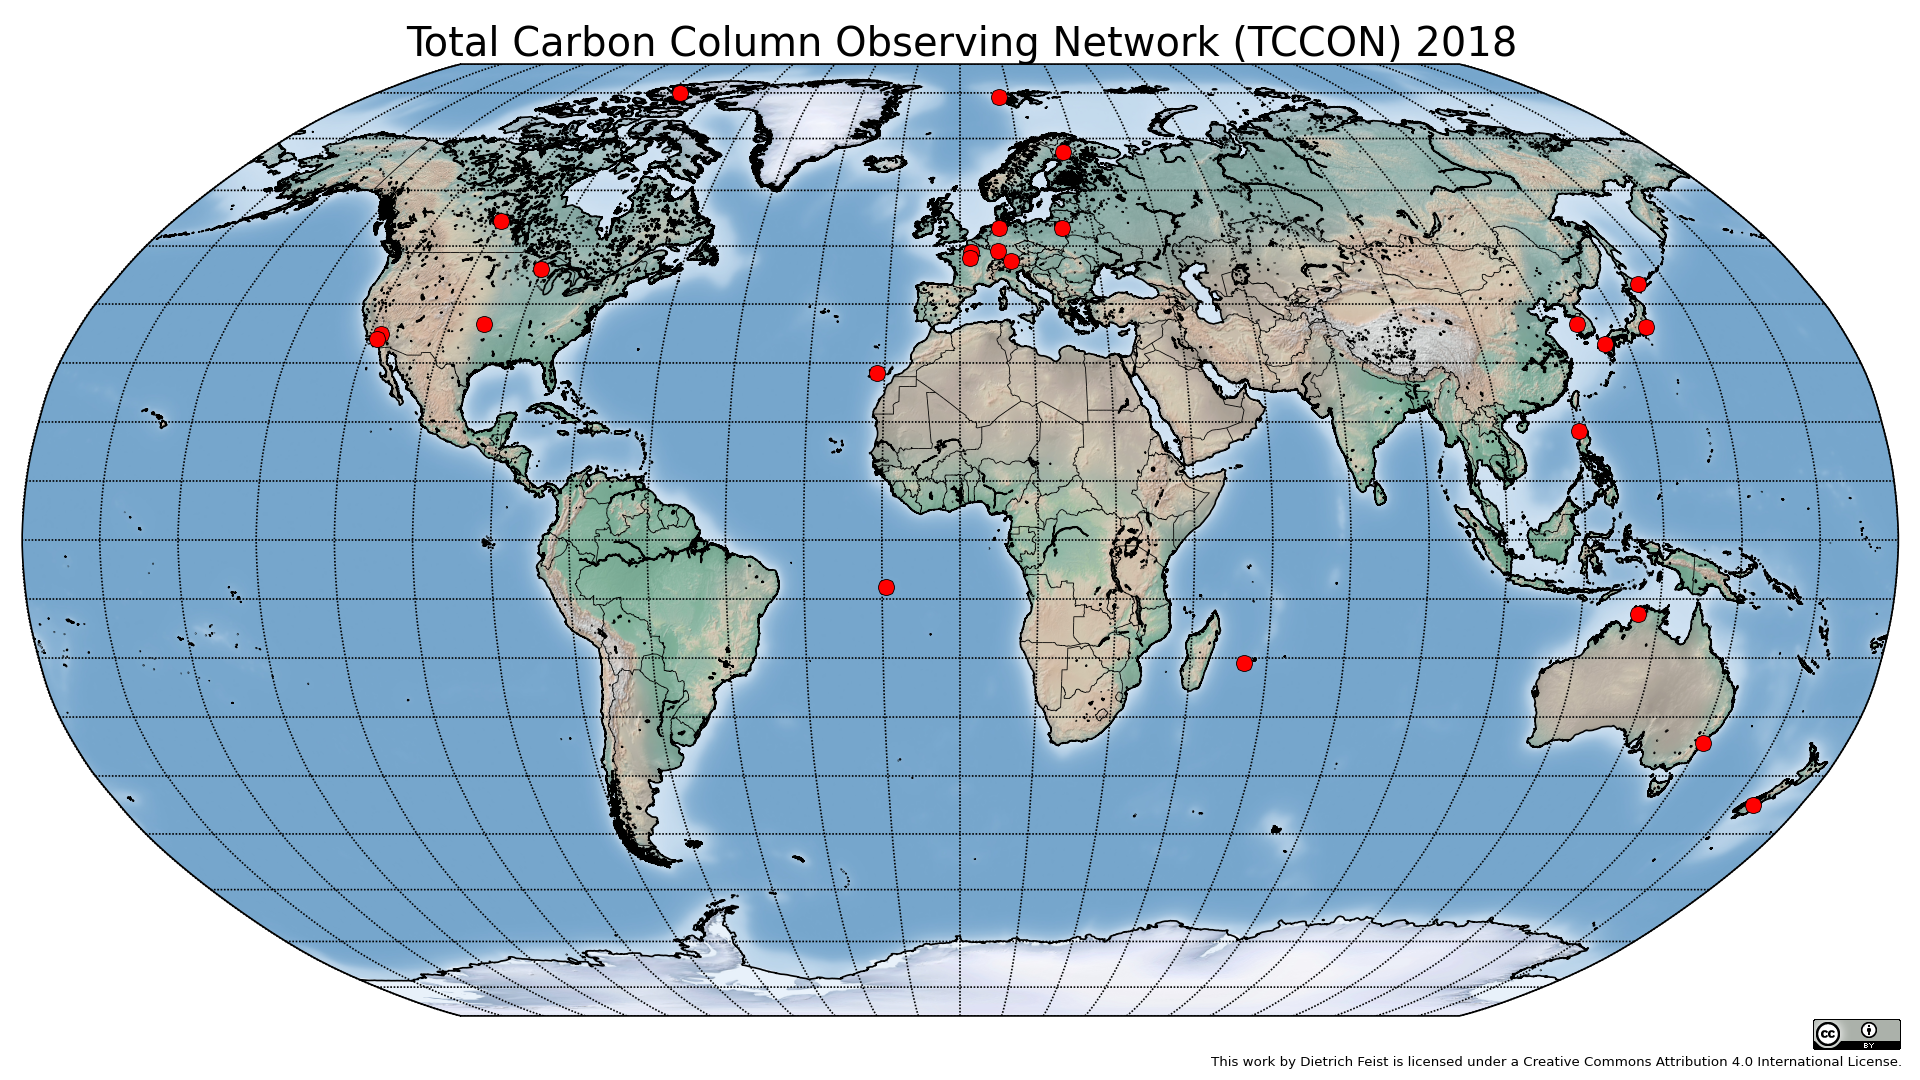 Total Carbon Column Observing Network (TCCON) 2018
cc
BY
This work by Dietrich Feist is licensed under a Creative Commons Attribution 4.0 International License.